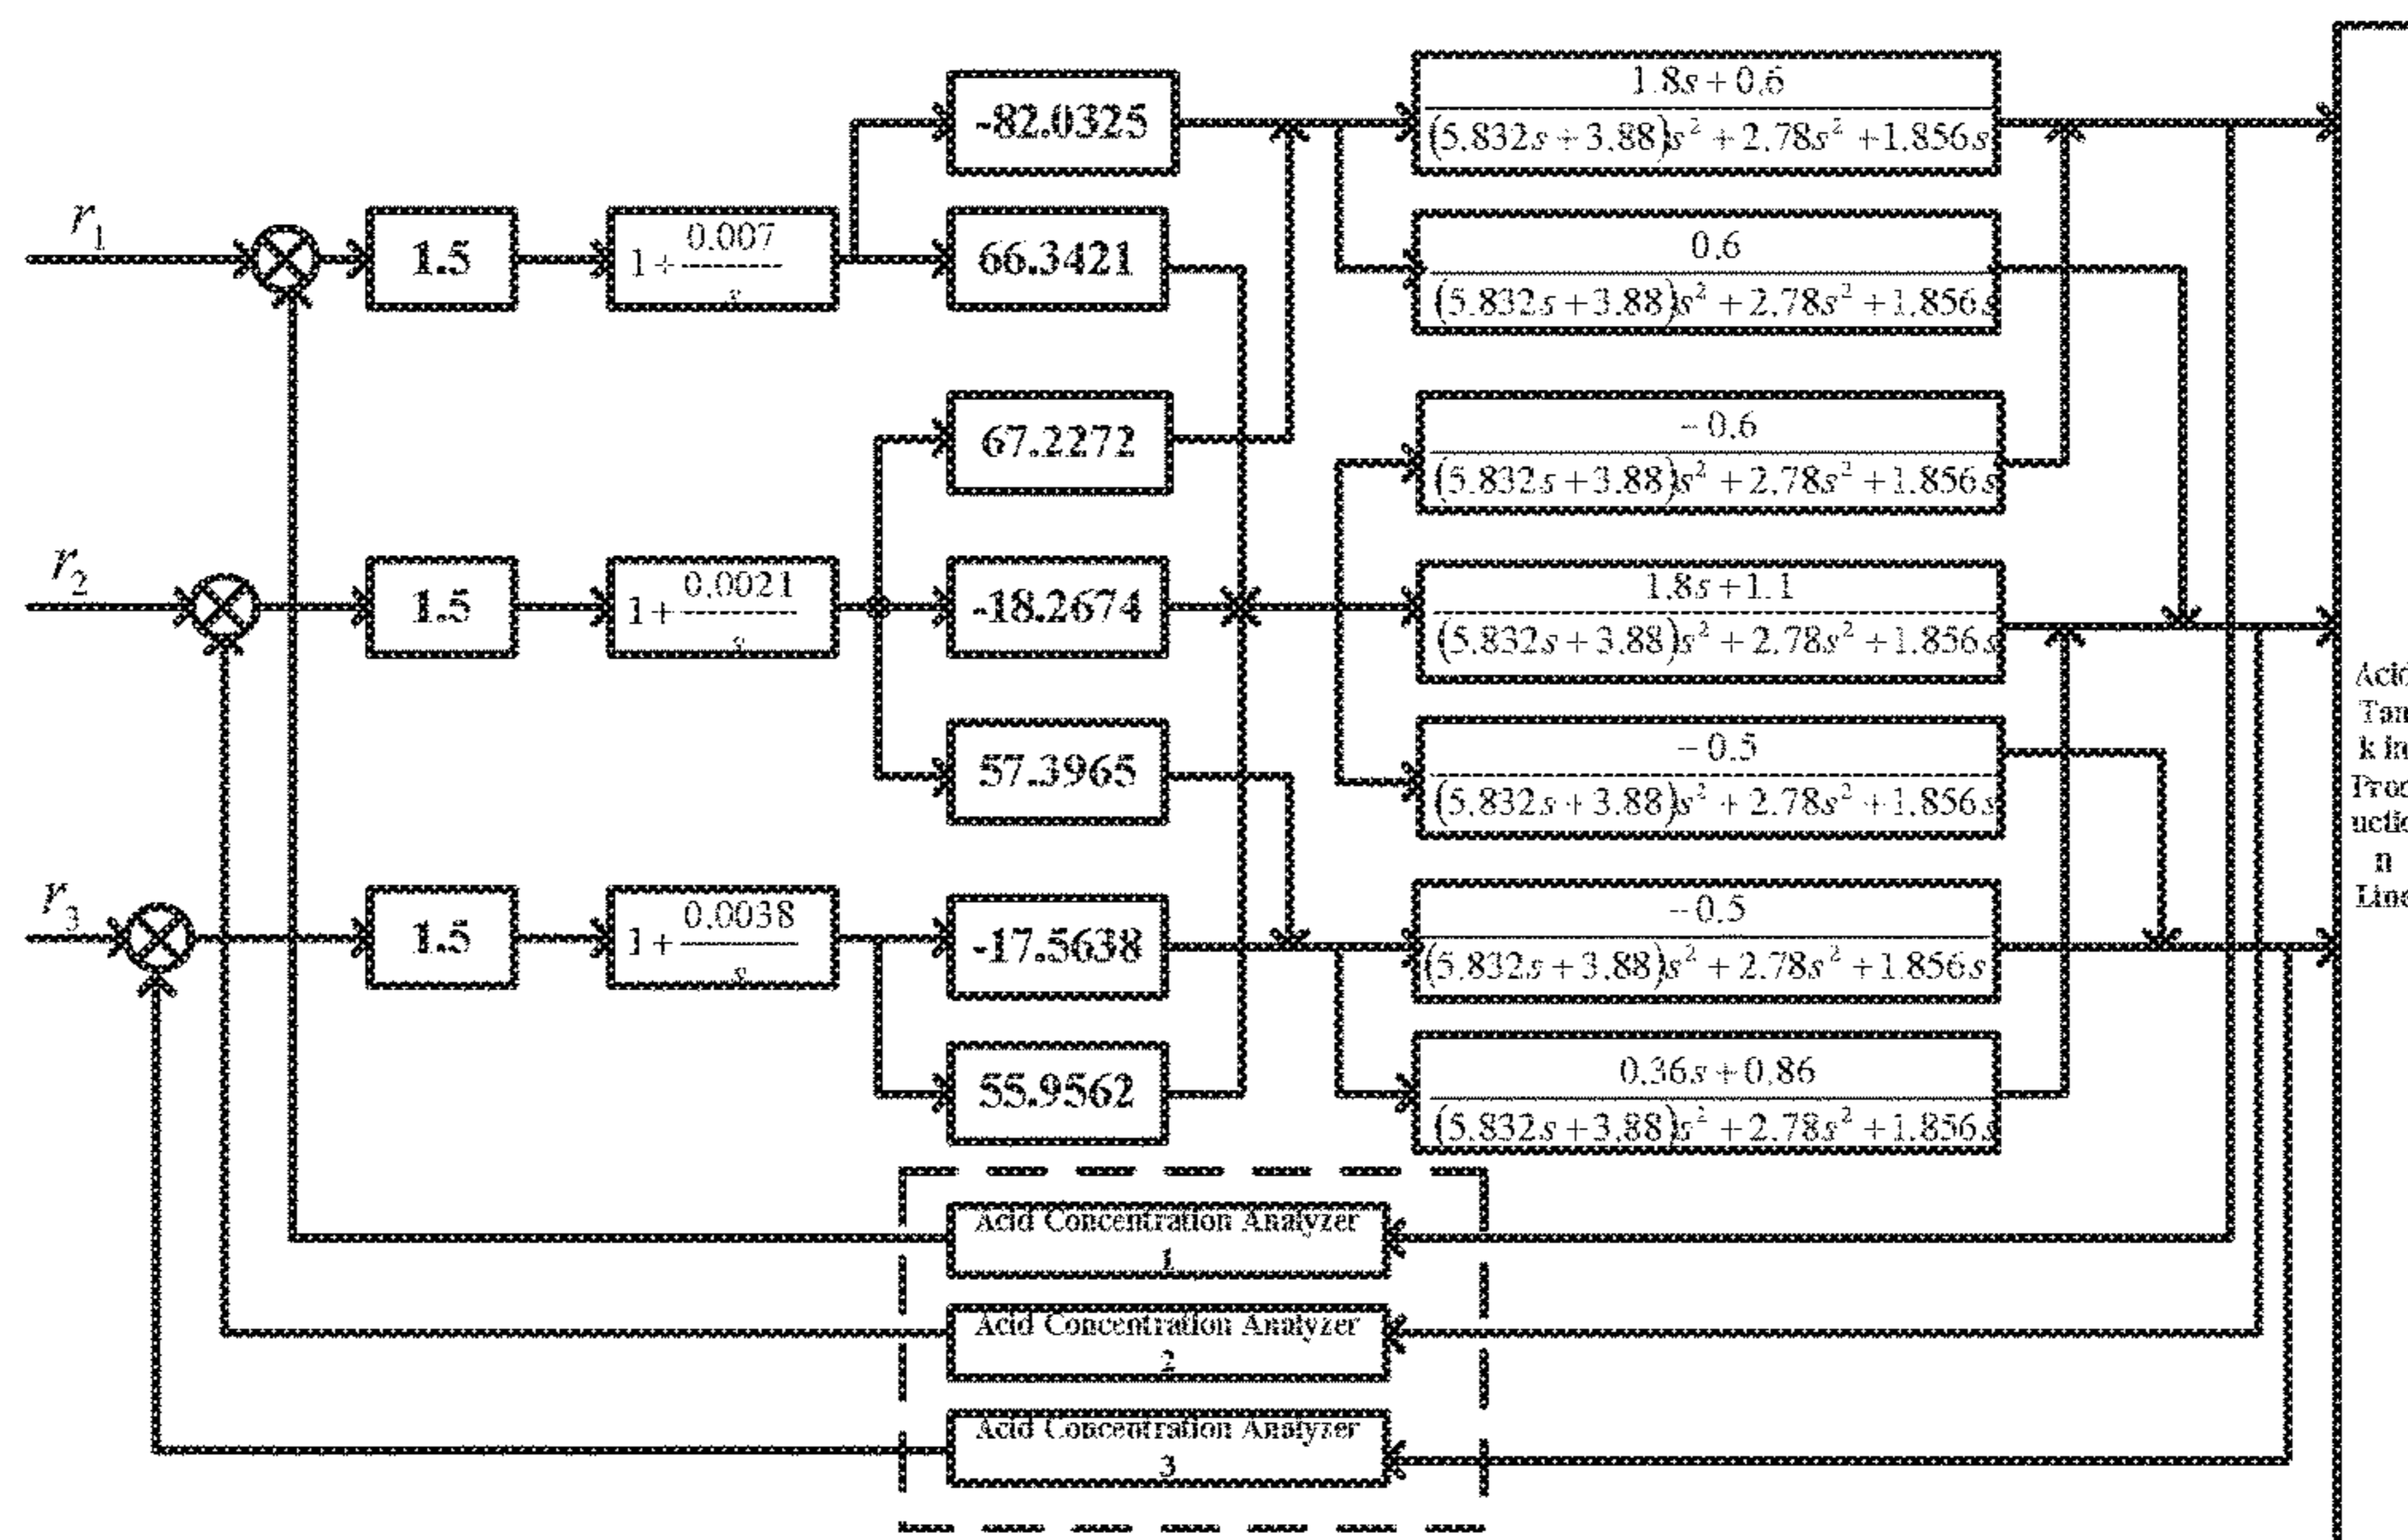 r₁
1.5
1 + 0.007 / s
-82.0325
66.3421
1.8s + 0.6
(5.832s + 3.88)s² + 2.78s² + 1.856s
0.6
(5.832s + 3.88)s² + 2.78s² + 1.856s
r₂
1.5
1 + 0.0021 / s
67.2272
-18.2674
57.3965
-0.6
(5.832s + 3.88)s² + 2.78s² + 1.856s
1.8s + 1.1
(5.832s + 3.88)s² + 2.78s² + 1.856s
-0.5
(5.832s + 3.88)s² + 2.78s² + 1.856s
r₃
1.5
1 + 0.0038 / s
-17.5638
55.9562
-0.5
(5.832s + 3.88)s² + 2.78s² + 1.856s
0.36s + 0.86
(5.832s + 3.88)s² + 2.78s² + 1.856s
Acid Concentration Analyzer
1
Acid Concentration Analyzer
2
Acid Concentration Analyzer
3
Acid
Tan
k in
Prod
uctio
n
Line